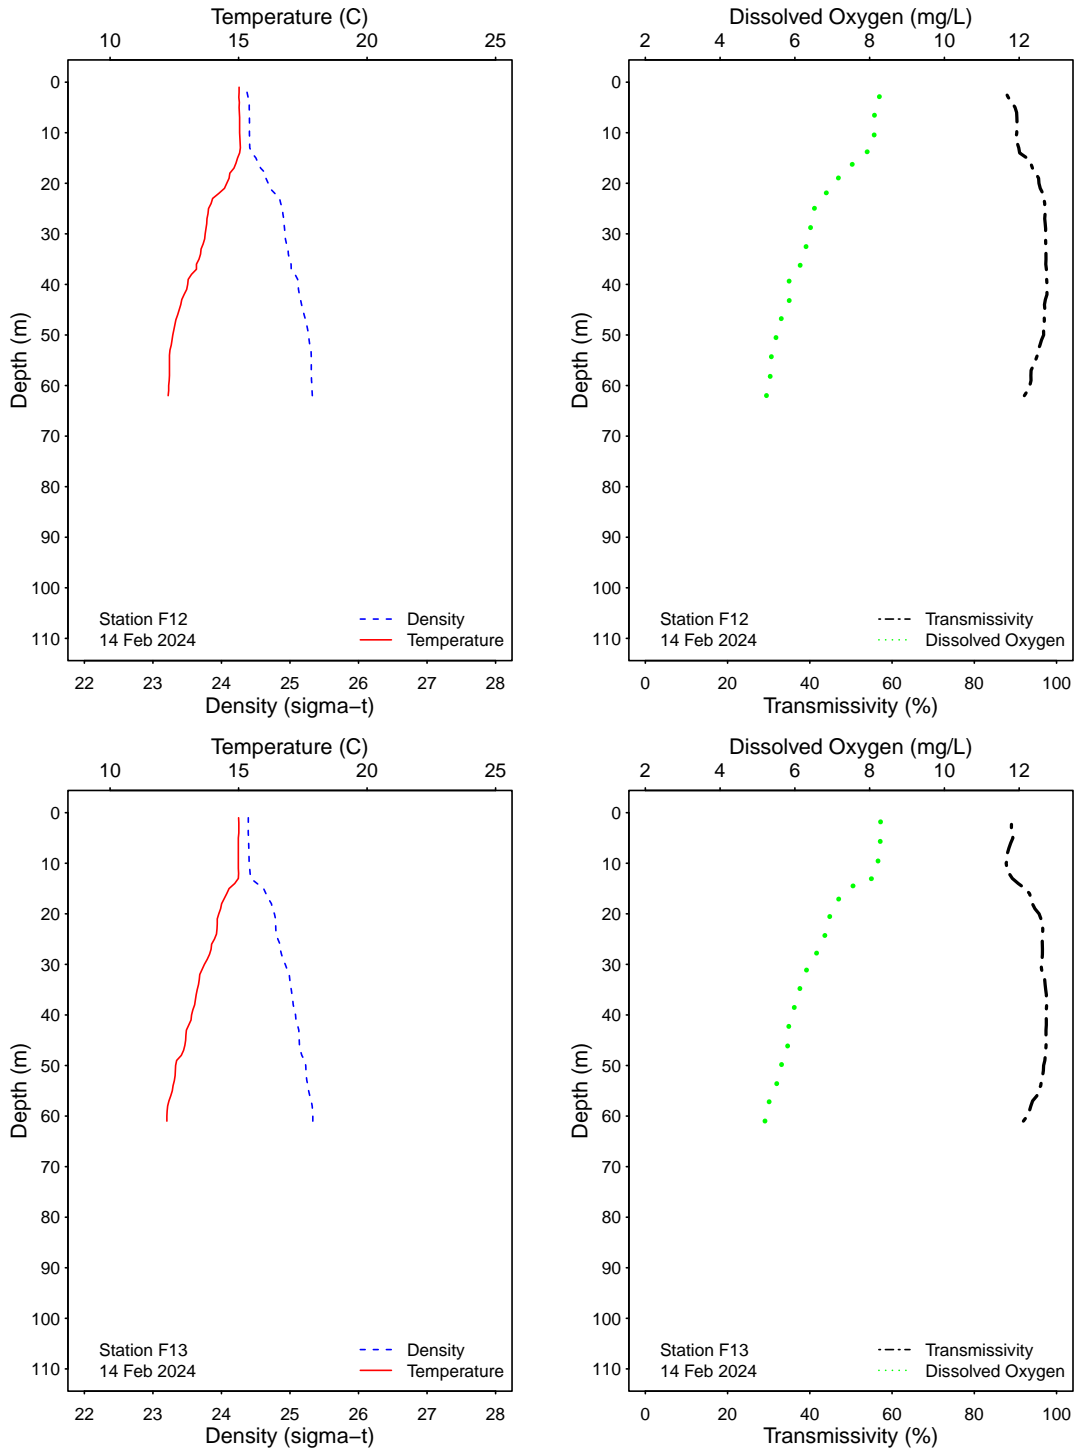 Temperature (C)
10 15 20 25
0
10
20
30
40
50
60
70
80
90
100
110
Depth (m)
Station F12
14 Feb 2024
Density
Temperature
22 23 24 25 26 27 28
Density (sigma−t)
Dissolved Oxygen (mg/L)
2 4 6 8 10 12
0
10
20
30
40
50
60
70
80
90
100
110
Depth (m)
Station F12
14 Feb 2024
Transmissivity
Dissolved Oxygen
0 20 40 60 80 100
Transmissivity (%)
Temperature (C)
10 15 20 25
0
10
20
30
40
50
60
70
80
90
100
110
Depth (m)
Station F13
14 Feb 2024
Density
Temperature
22 23 24 25 26 27 28
Density (sigma−t)
Dissolved Oxygen (mg/L)
2 4 6 8 10 12
0
10
20
30
40
50
60
70
80
90
100
110
Depth (m)
Station F13
14 Feb 2024
Transmissivity
Dissolved Oxygen
0 20 40 60 80 100
Transmissivity (%)